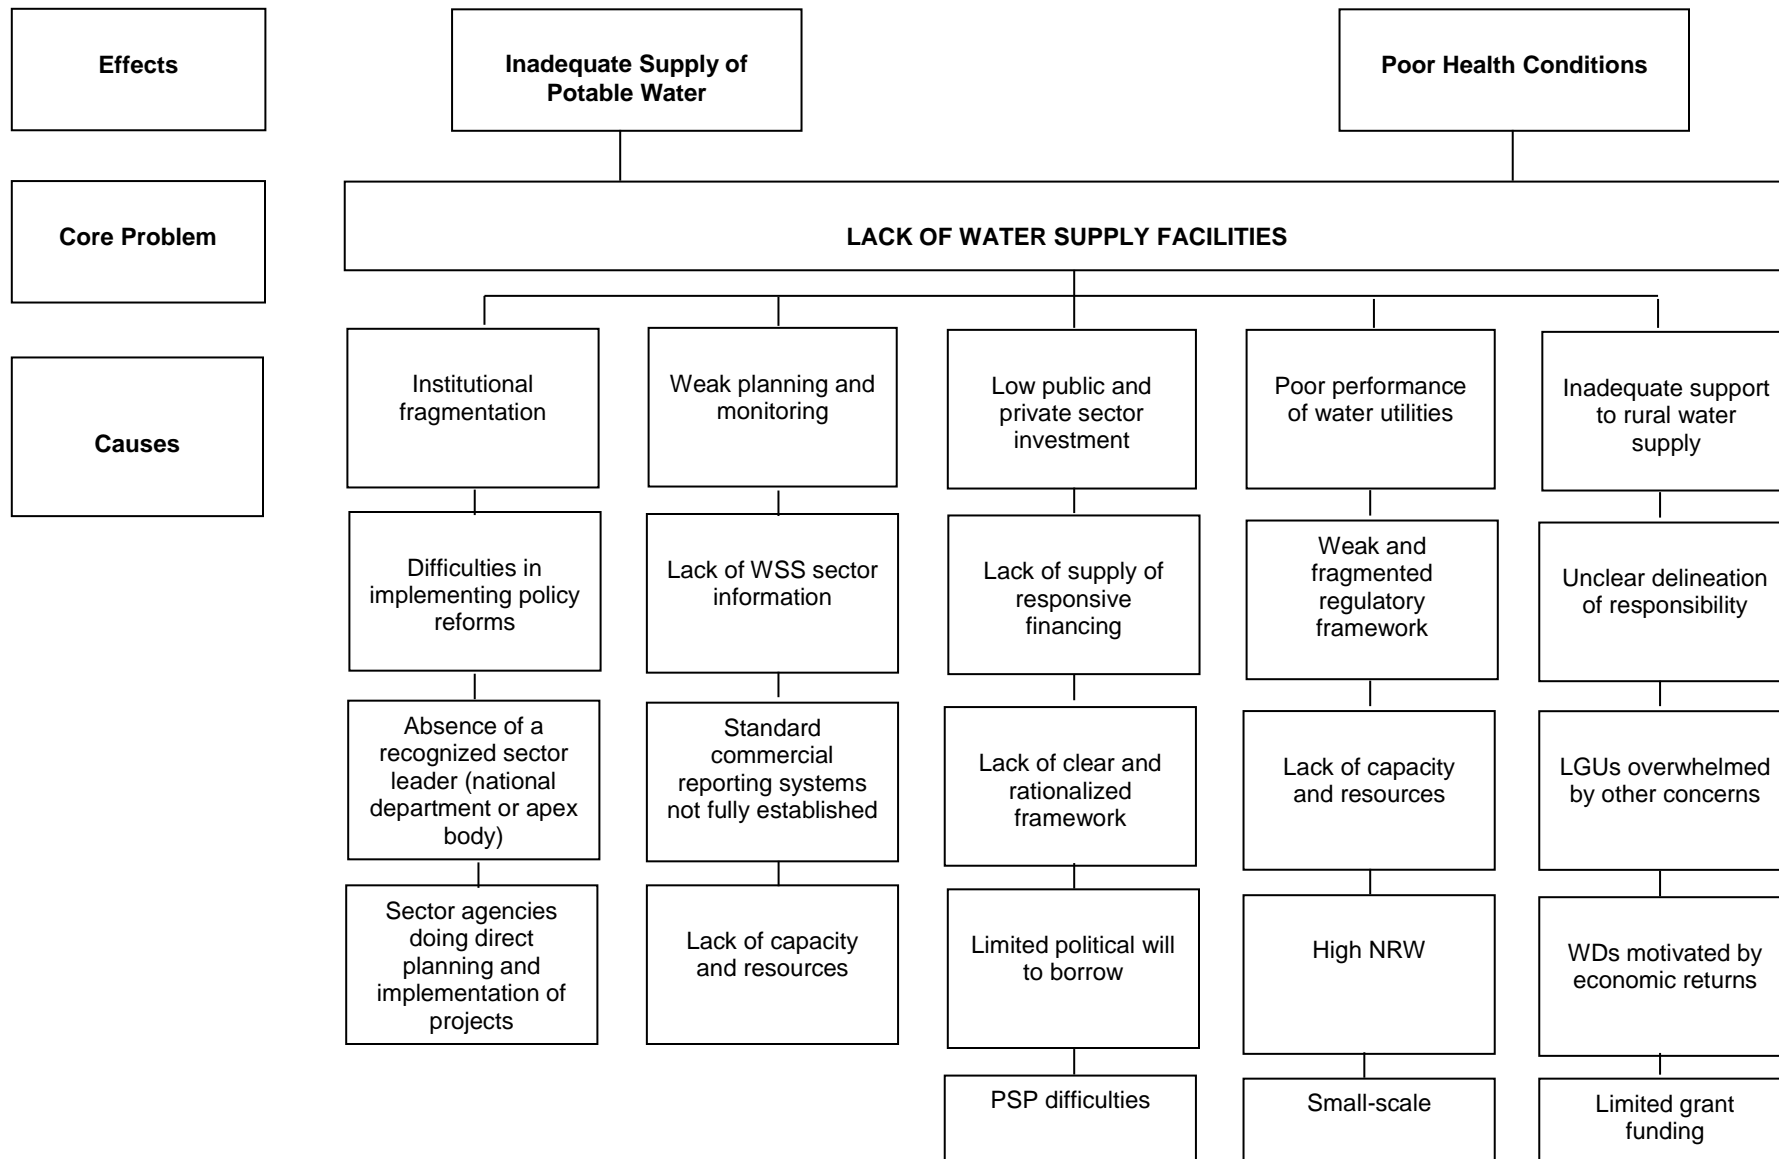 Effects
Inadequate Supply of
Potable Water
Poor Health Conditions
Core Problem
LACK OF WATER SUPPLY FACILITIES
Causes
Institutional
fragmentation
Weak planning and
monitoring
Low public and
private sector
investment
Poor performance
of water utilities
Inadequate support
to rural water
supply
Difficulties in
implementing policy
reforms
Lack of WSS sector
information
Lack of supply of
responsive
financing
Weak and
fragmented
regulatory
framework
Unclear delineation
of responsibility
Absence of a
recognized sector
leader (national
department or apex
body)
Standard
commercial
reporting systems
not fully established
Lack of clear and
rationalized
framework
Lack of capacity
and resources
LGUs overwhelmed
by other concerns
Sector agencies
doing direct
planning and
implementation of
projects
Lack of capacity
and resources
Limited political will
to borrow
High NRW
WDs motivated by
economic returns
PSP difficulties
Small-scale
Limited grant
funding